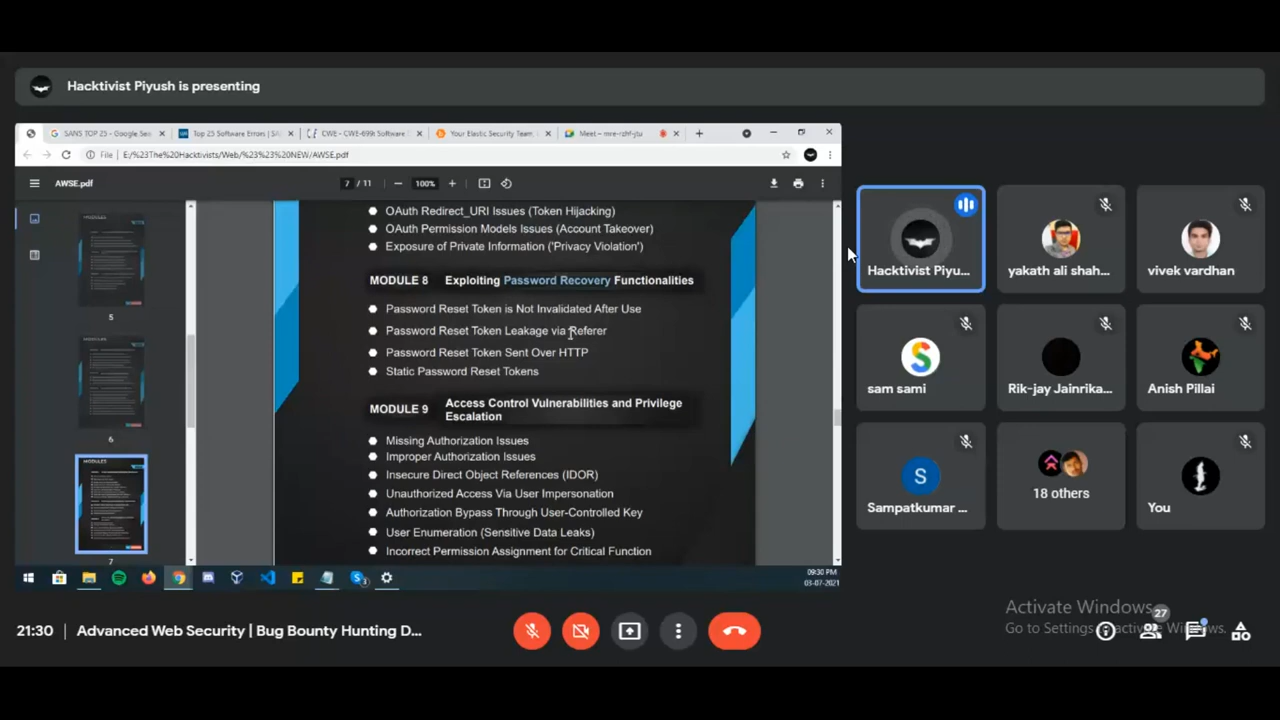 Hacktivist Piyush is presenting
SANS TOP 25 - Google Sea
Top 25 Software Errors | SA
CWE - CWE-699: Software D
Your Elastic Security Team
Meet – mre-rzhf-jtu
File
E:/%23The%20Hacktivists/Web/%23%23%20NEW/AWSE.pdf
AWSE.pdf
7 / 11
100%
MODULES
5
6
MODULES
7
OAuth Redirect_URI Issues (Token Hijacking)
OAuth Permission Models Issues (Account Takeover)
Exposure of Private Information ('Privacy Violation')
MODULE 8 Exploiting Password Recovery Functionalities
Password Reset Token is Not Invalidated After Use
Password Reset Token Leakage via Referer
Password Reset Token Sent Over HTTP
Static Password Reset Tokens
MODULE 9 Access Control Vulnerabilities and Privilege
Escalation
Missing Authorization Issues
Improper Authorization Issues
Insecure Direct Object References (IDOR)
Unauthorized Access Via User Impersonation
Authorization Bypass Through User-Controlled Key
User Enumeration (Sensitive Data Leaks)
Incorrect Permission Assignment for Critical Function
09:30 PM
03-07-2021
Hacktivist Piyu...
yakath ali shah...
vivek vardhan
S
sam sami
Rik-jay Jainrika...
Anish Pillai
S
Sampatkumar ...
18 others
You
21:30
Advanced Web Security | Bug Bounty Hunting D...
Activate Windows
27
Go to Settings to activate Windows.